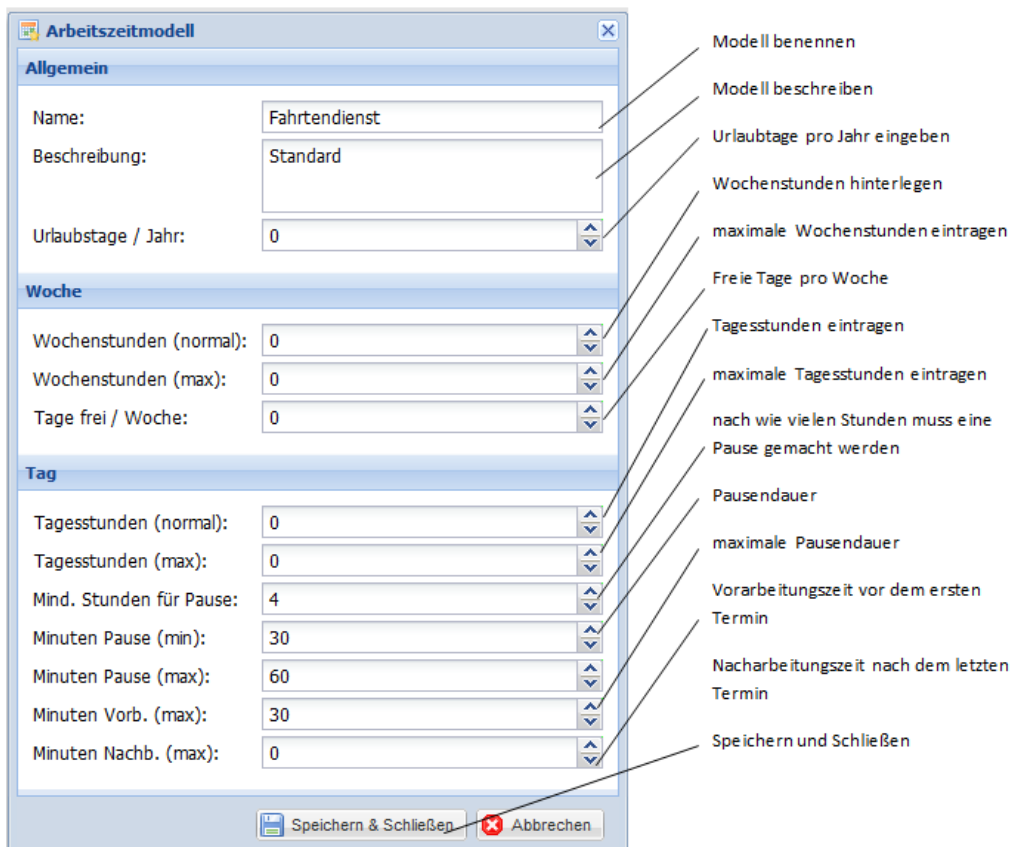 Arbeitszeitmodell
Allgemein
Name:
Fahrtendienst
Beschreibung:
Standard
Urlaubstage / Jahr:
0
Woche
Wochenstunden (normal):
0
Wochenstunden (max):
0
Tage frei / Woche:
0
Tag
Tagesstunden (normal):
0
Tagesstunden (max):
0
Mind. Stunden für Pause:
4
Minuten Pause (min):
30
Minuten Pause (max):
60
Minuten Vorb. (max):
30
Minuten Nachb. (max):
0
Speichern & Schließen
Abbrechen
Modell benennen
Modell beschreiben
Urlaubtage pro Jahr eingeben
Wochenstunden hinterlegen
maximale Wochenstunden eintragen
Freie Tage pro Woche
Tagesstunden eintragen
maximale Tagesstunden eintragen
nach wie vielen Stunden muss eine
Pause gemacht werden
Pausendauer
maximale Pausendauer
Vorarbeitungszeit vor dem ersten
Termin
Nacharbeitungszeit nach dem letzten
Termin
Speichern und Schließen